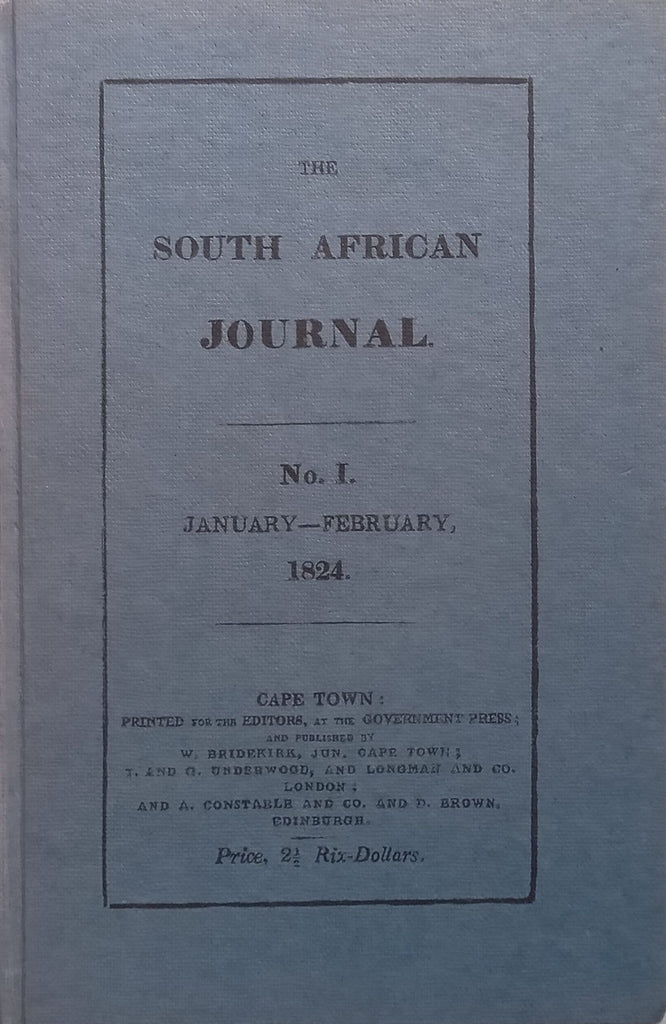 THE
SOUTH AFRICAN
JOURNAL.
No. I.
JANUARY—FEBRUARY,
1824.
CAPE TOWN:
PRINTED FOR THE EDITORS, AT THE GOVERNMENT PRESS;
AND PUBLISHED BY
W. BRIDEKIRK, JUN. CAPE TOWN;
T. AND G. UNDERWOOD, AND LONGMAN AND CO.
LONDON;
AND A. CONSTABLE AND CO. AND D. BROWN,
EDINBURGH.
Price, 2½ Rix-Dollars.